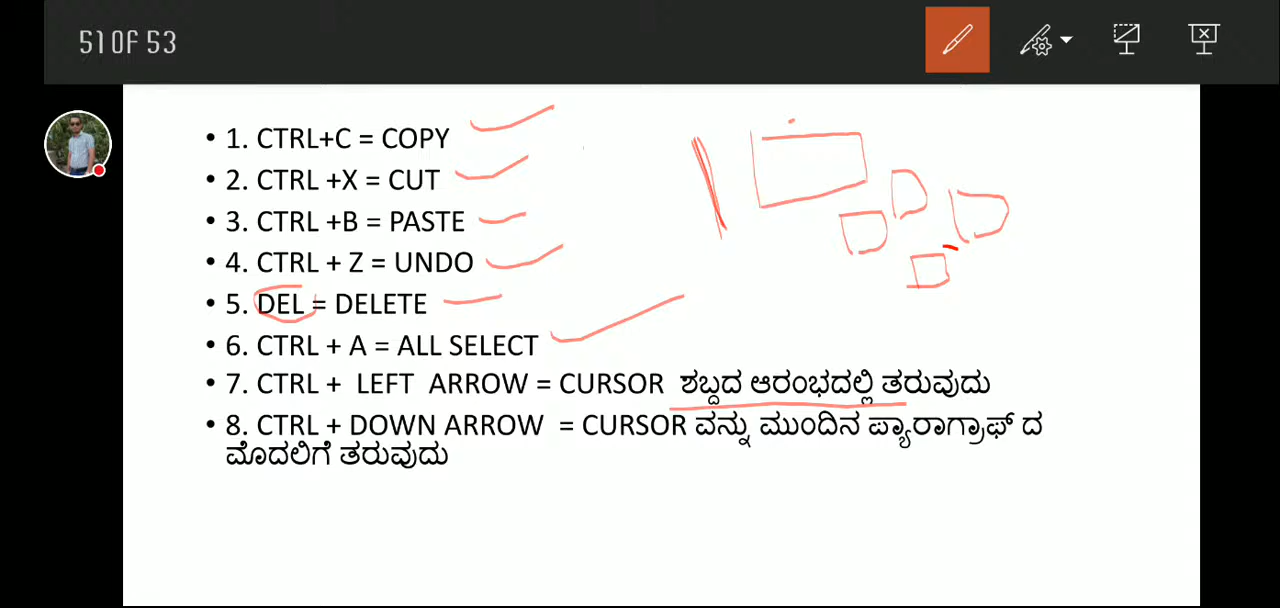 51 OF 53
• 1. CTRL+C = COPY
• 2. CTRL +X = CUT
• 3. CTRL +B = PASTE
• 4. CTRL + Z = UNDO
• 5. DEL = DELETE
• 6. CTRL + A = ALL SELECT
• 7. CTRL + LEFT ARROW = CURSOR ಶಬ್ದದ ಆರಂಭದಲ್ಲಿ ತರುವುದು
• 8. CTRL + DOWN ARROW = CURSOR ವನ್ನು ಮುಂದಿನ ಪ್ಯಾರಾಗ್ರಾಫ್ ದ
ಮೊದಲಿಗೆ ತರುವುದು